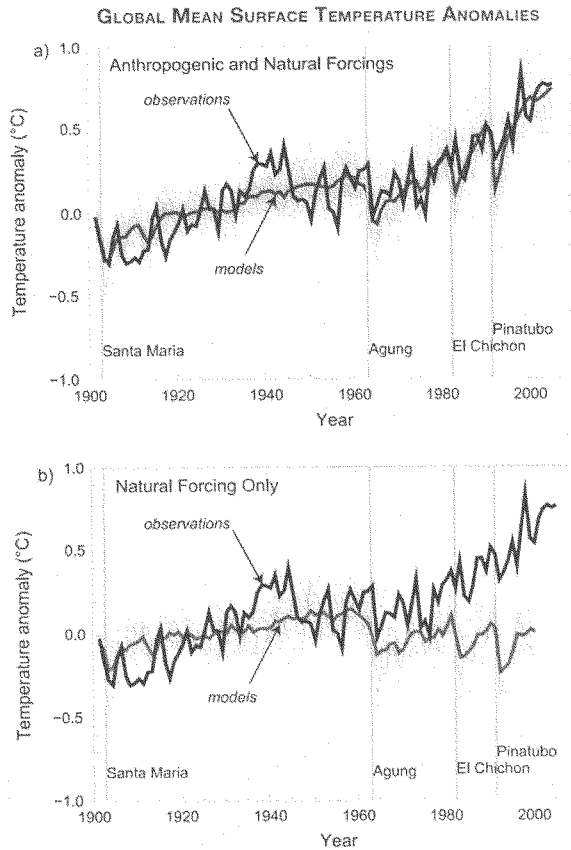 GLOBAL MEAN SURFACE TEMPERATURE ANOMALIES
a)
Anthropogenic and Natural Forcings
observations
models
Temperature anomaly (°C)
1.0
0.5
0.0
−0.5
−1.0
Santa Maria
Agung
El Chichon
Pinatubo
1900 1920 1940 1960 1980 2000
Year
b)
Natural Forcing Only
observations
models
Temperature anomaly (°C)
1.0
0.5
0.0
−0.5
−1.0
Santa Maria
Agung
El Chichon
Pinatubo
1900 1920 1940 1960 1980 2000
Year